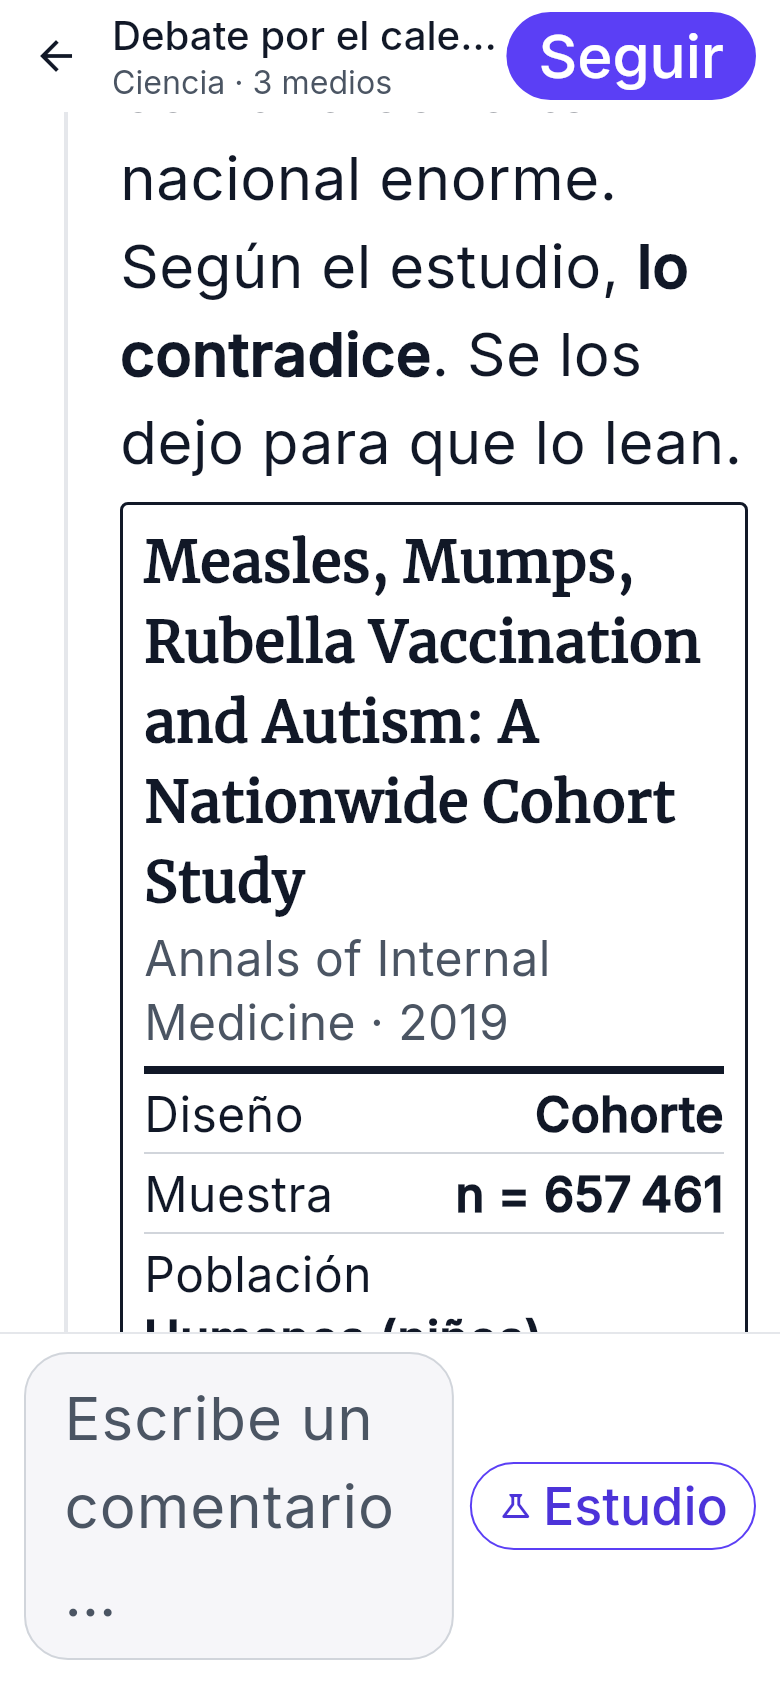 Debate por el cale...
Ciencia · 3 medios
Seguir
nacional enorme.
Según el estudio, lo
contradice. Se los
dejo para que lo lean.
Measles, Mumps,
Rubella Vaccination
and Autism: A
Nationwide Cohort
Study
Annals of Internal
Medicine · 2019
Diseño Cohorte
Muestra n = 657 461
Población
Humanos (niños)
Escribe un
comentario
...
Estudio